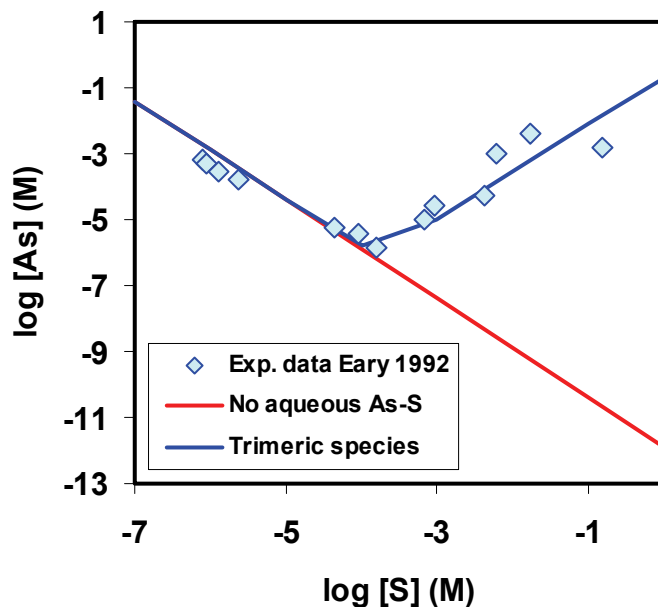 1
-1
-3
-5
-7
-9
-11
-13
log [As] (M)
Exp. data Eary 1992
No aqueous As-S
Trimeric species
-7 -5 -3 -1
log [S] (M)